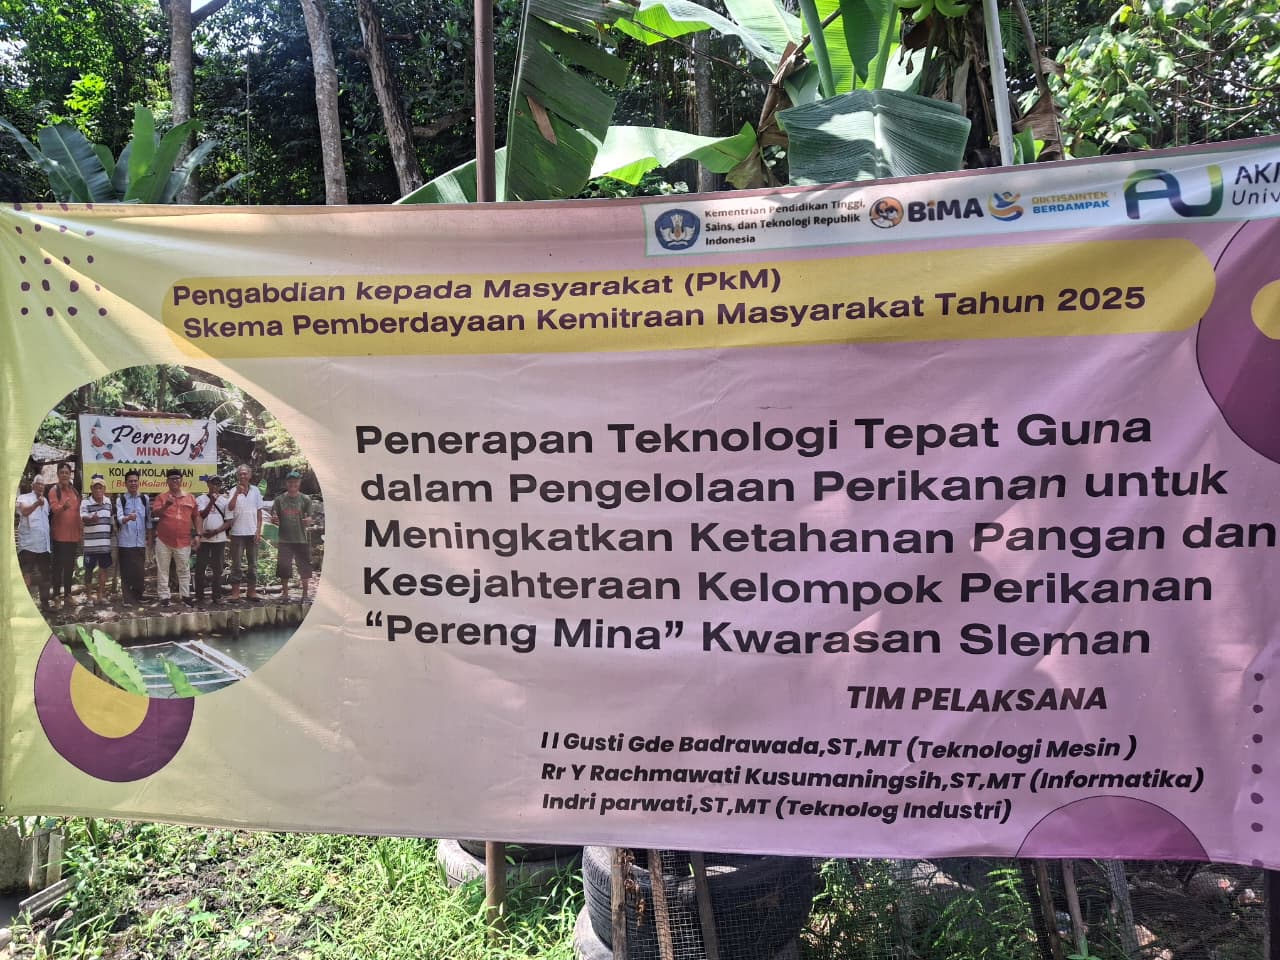 Kementrian Pendidikan Tinggi,
Sains, dan Teknologi Republik
Indonesia
BIMA
DIKTISAINTEK
BERDAMPAK
Pengabdian kepada Masyarakat (PkM)
Skema Pemberdayaan Kemitraan Masyarakat Tahun 2025
Pereng
MINA
Penerapan Teknologi Tepat Guna
dalam Pengelolaan Perikanan untuk
Meningkatkan Ketahanan Pangan dan
Kesejahteraan Kelompok Perikanan
“Pereng Mina” Kwarasan Sleman
TIM PELAKSANA
I I Gusti Gde Badrawada,ST,MT (Teknologi Mesin )
Rr Y Rachmawati Kusumaningsih,ST,MT (Informatika)
Indri parwati,ST,MT (Teknolog Industri)